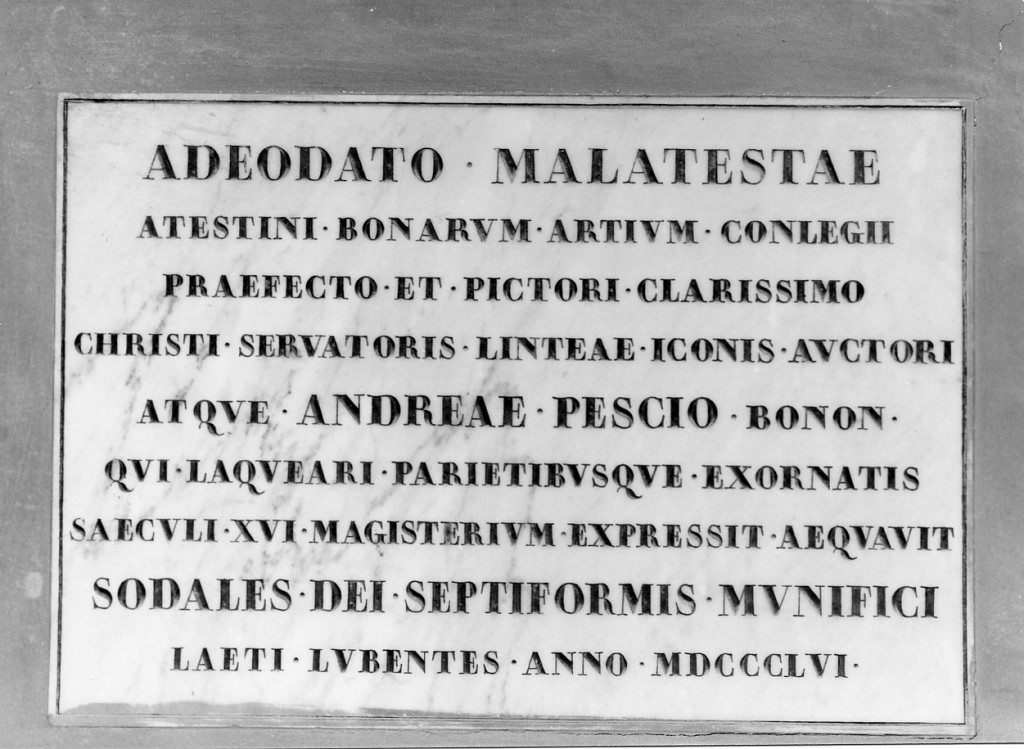 ADEODATO · MALATESTAE
ATESTINI · BONARVM · ARTIVM · CONLEGII
PRAEFECTO · ET · PICTORI · CLARISSIMO
CHRISTI · SERVATORIS · LINTEAE · ICONIS · AVCTORI
ATQVE · ANDREAE · PESCIO · BONON ·
QVI · LAQVEARI · PARIETIBVSQVE · EXORNATIS
SAECVLI · XVI · MAGISTERIVM · EXPRESSIT · AEQVAVIT
SODALES · DEI · SEPTIFORMIS · MVNIFICI
LAETI · LVBENTES · ANNO · MDCCCLVI ·